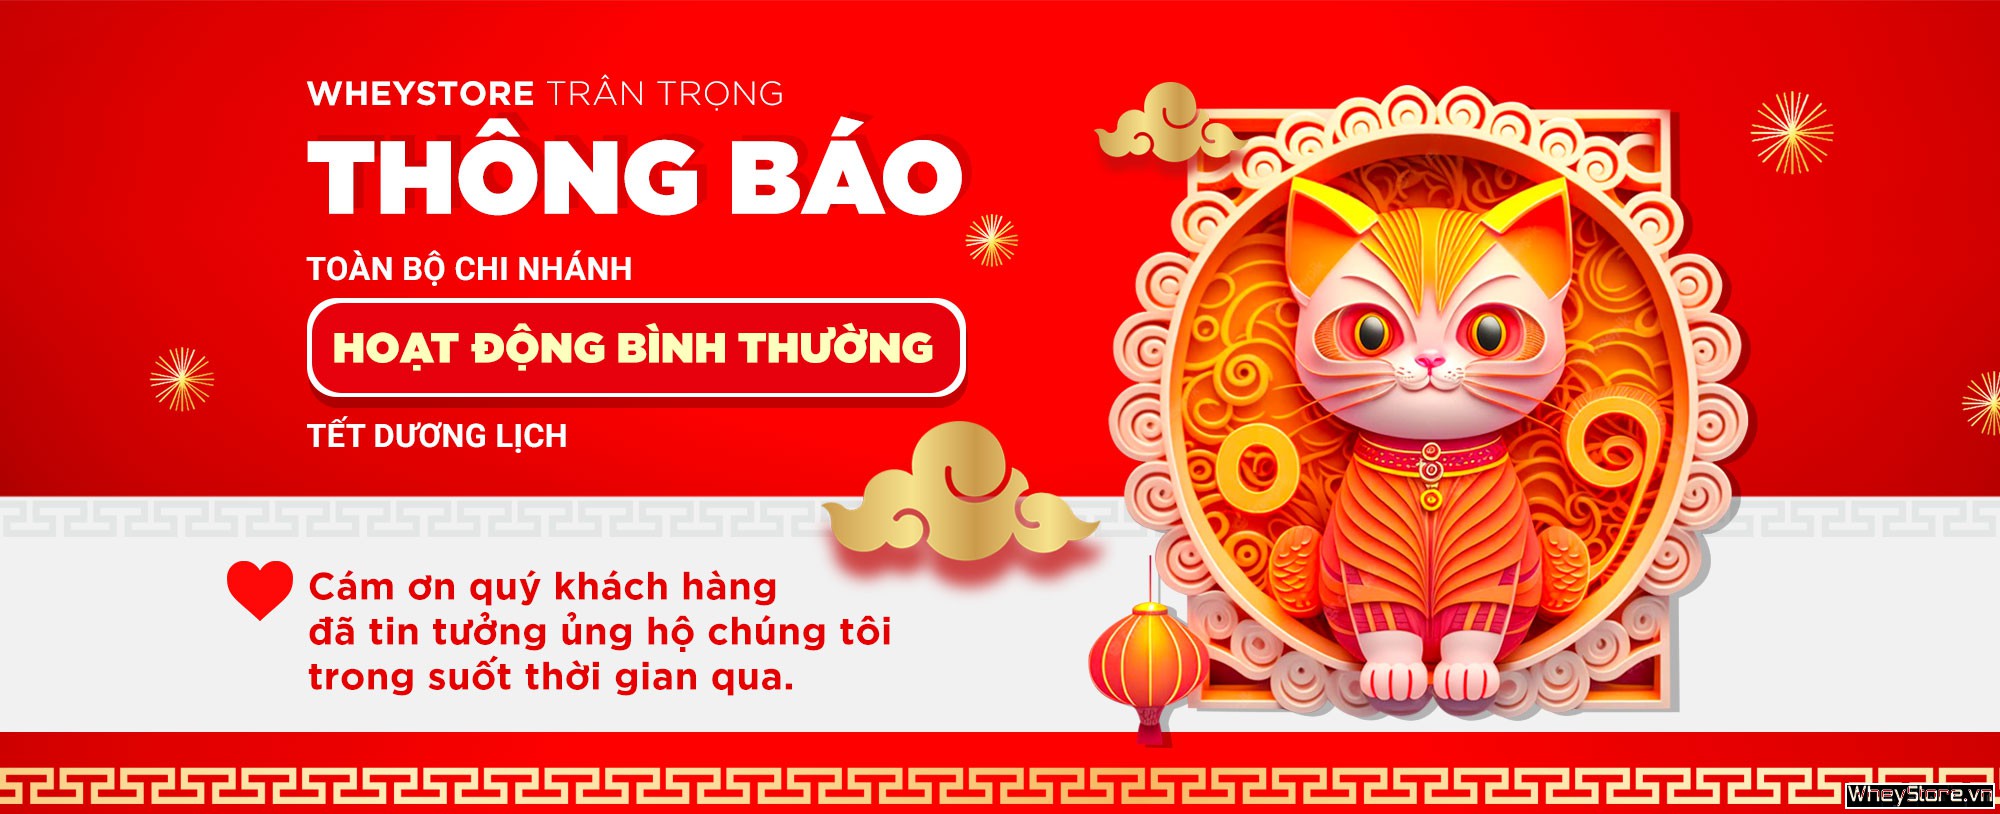 WHEYSTORE TRÂN TRỌNG
THÔNG BÁO
TOÀN BỘ CHI NHÁNH
HOẠT ĐỘNG BÌNH THƯỜNG
TẾT DƯƠNG LỊCH
Cám ơn quý khách hàng
đã tin tưởng ủng hộ chúng tôi
trong suốt thời gian qua.
WheyStore.vn